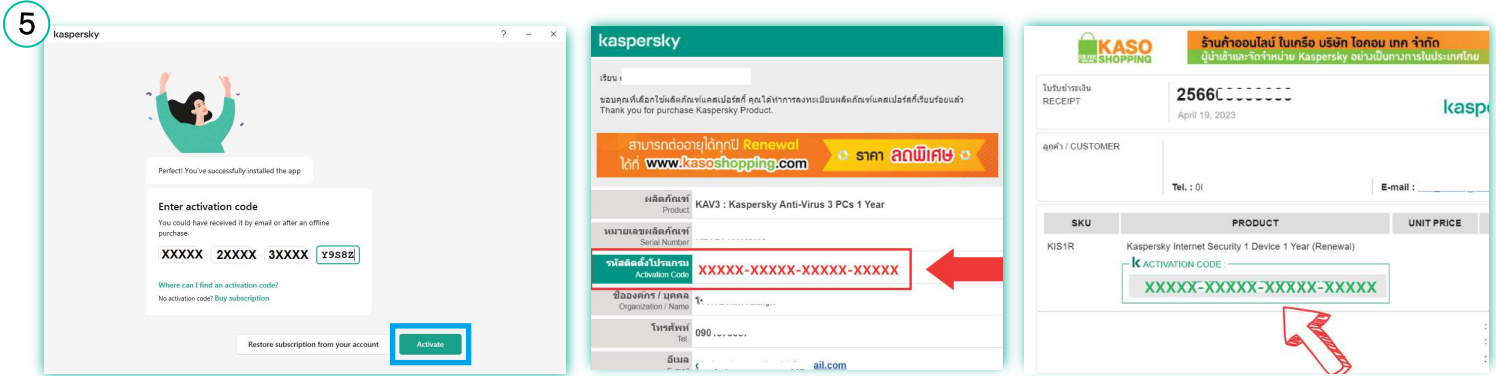 5
kaspersky
?
Perfect! You've successfully installed the app
Enter activation code
You could have received it by email or after an offline
purchase.
XXXXX 2XXXX 3XXXX Y9S8Z
Where can I find an activation code?
No activation code? Buy subscription
Restore subscription from your account
Activate
kaspersky
เรียน
ขอบคุณที่เลือกใช้ผลิตภัณฑ์แคสเปอร์สกี้ คุณได้ทำการลงทะเบียนผลิตภัณฑ์แคสเปอร์สกี้เรียบร้อยแล้ว
Thank you for purchase Kaspersky Product.
สามารถต่ออายุได้ทุกปี Renewal
ได้ที่ www.kasoshopping.com
ราคา ลดพิเศษ
ผลิตภัณฑ์
Product
KAV3 : Kaspersky Anti-Virus 3 PCs 1 Year
หมายเลขผลิตภัณฑ์
Serial Number
รหัสติดตั้งโปรแกรม
Activation Code
XXXXX-XXXXX-XXXXX-XXXXX
ชื่อองค์กร / บุคคล
Organization / Name
โทรศัพท์
Tel.
090
อีเมล
ail.com
KASO
SHOPPING
ร้านค้าออนไลน์ ในเครือ บริษัท ไอคอม เทค จำกัด
ผู้นำเข้าและจัดจำหน่าย Kaspersky อย่างเป็นทางการในประเทศไทย
ใบรับชำระเงิน
RECEIPT
2566
April 19, 2023
kasp
ลูกค้า / CUSTOMER
Tel. : 0
E-mail :
SKU PRODUCT UNIT PRICE
KIS1R Kaspersky Internet Security 1 Device 1 Year (Renewal)
k ACTIVATION CODE :
XXXXX-XXXXX-XXXXX-XXXXX